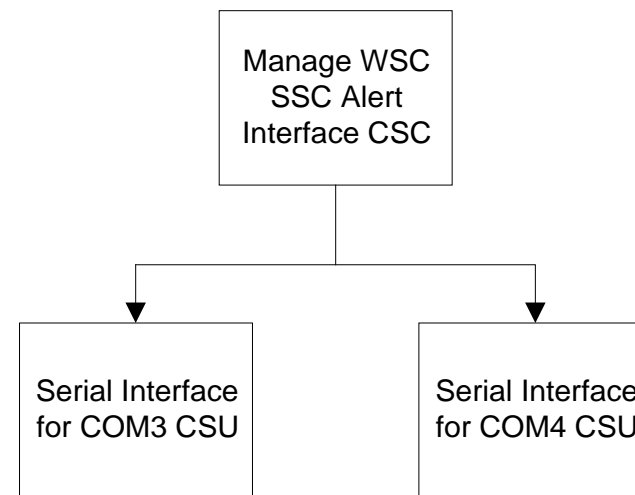 Manage WSC
SSC Alert
Interface CSC
Serial Interface
for COM3 CSU
Serial Interface
for COM4 CSU